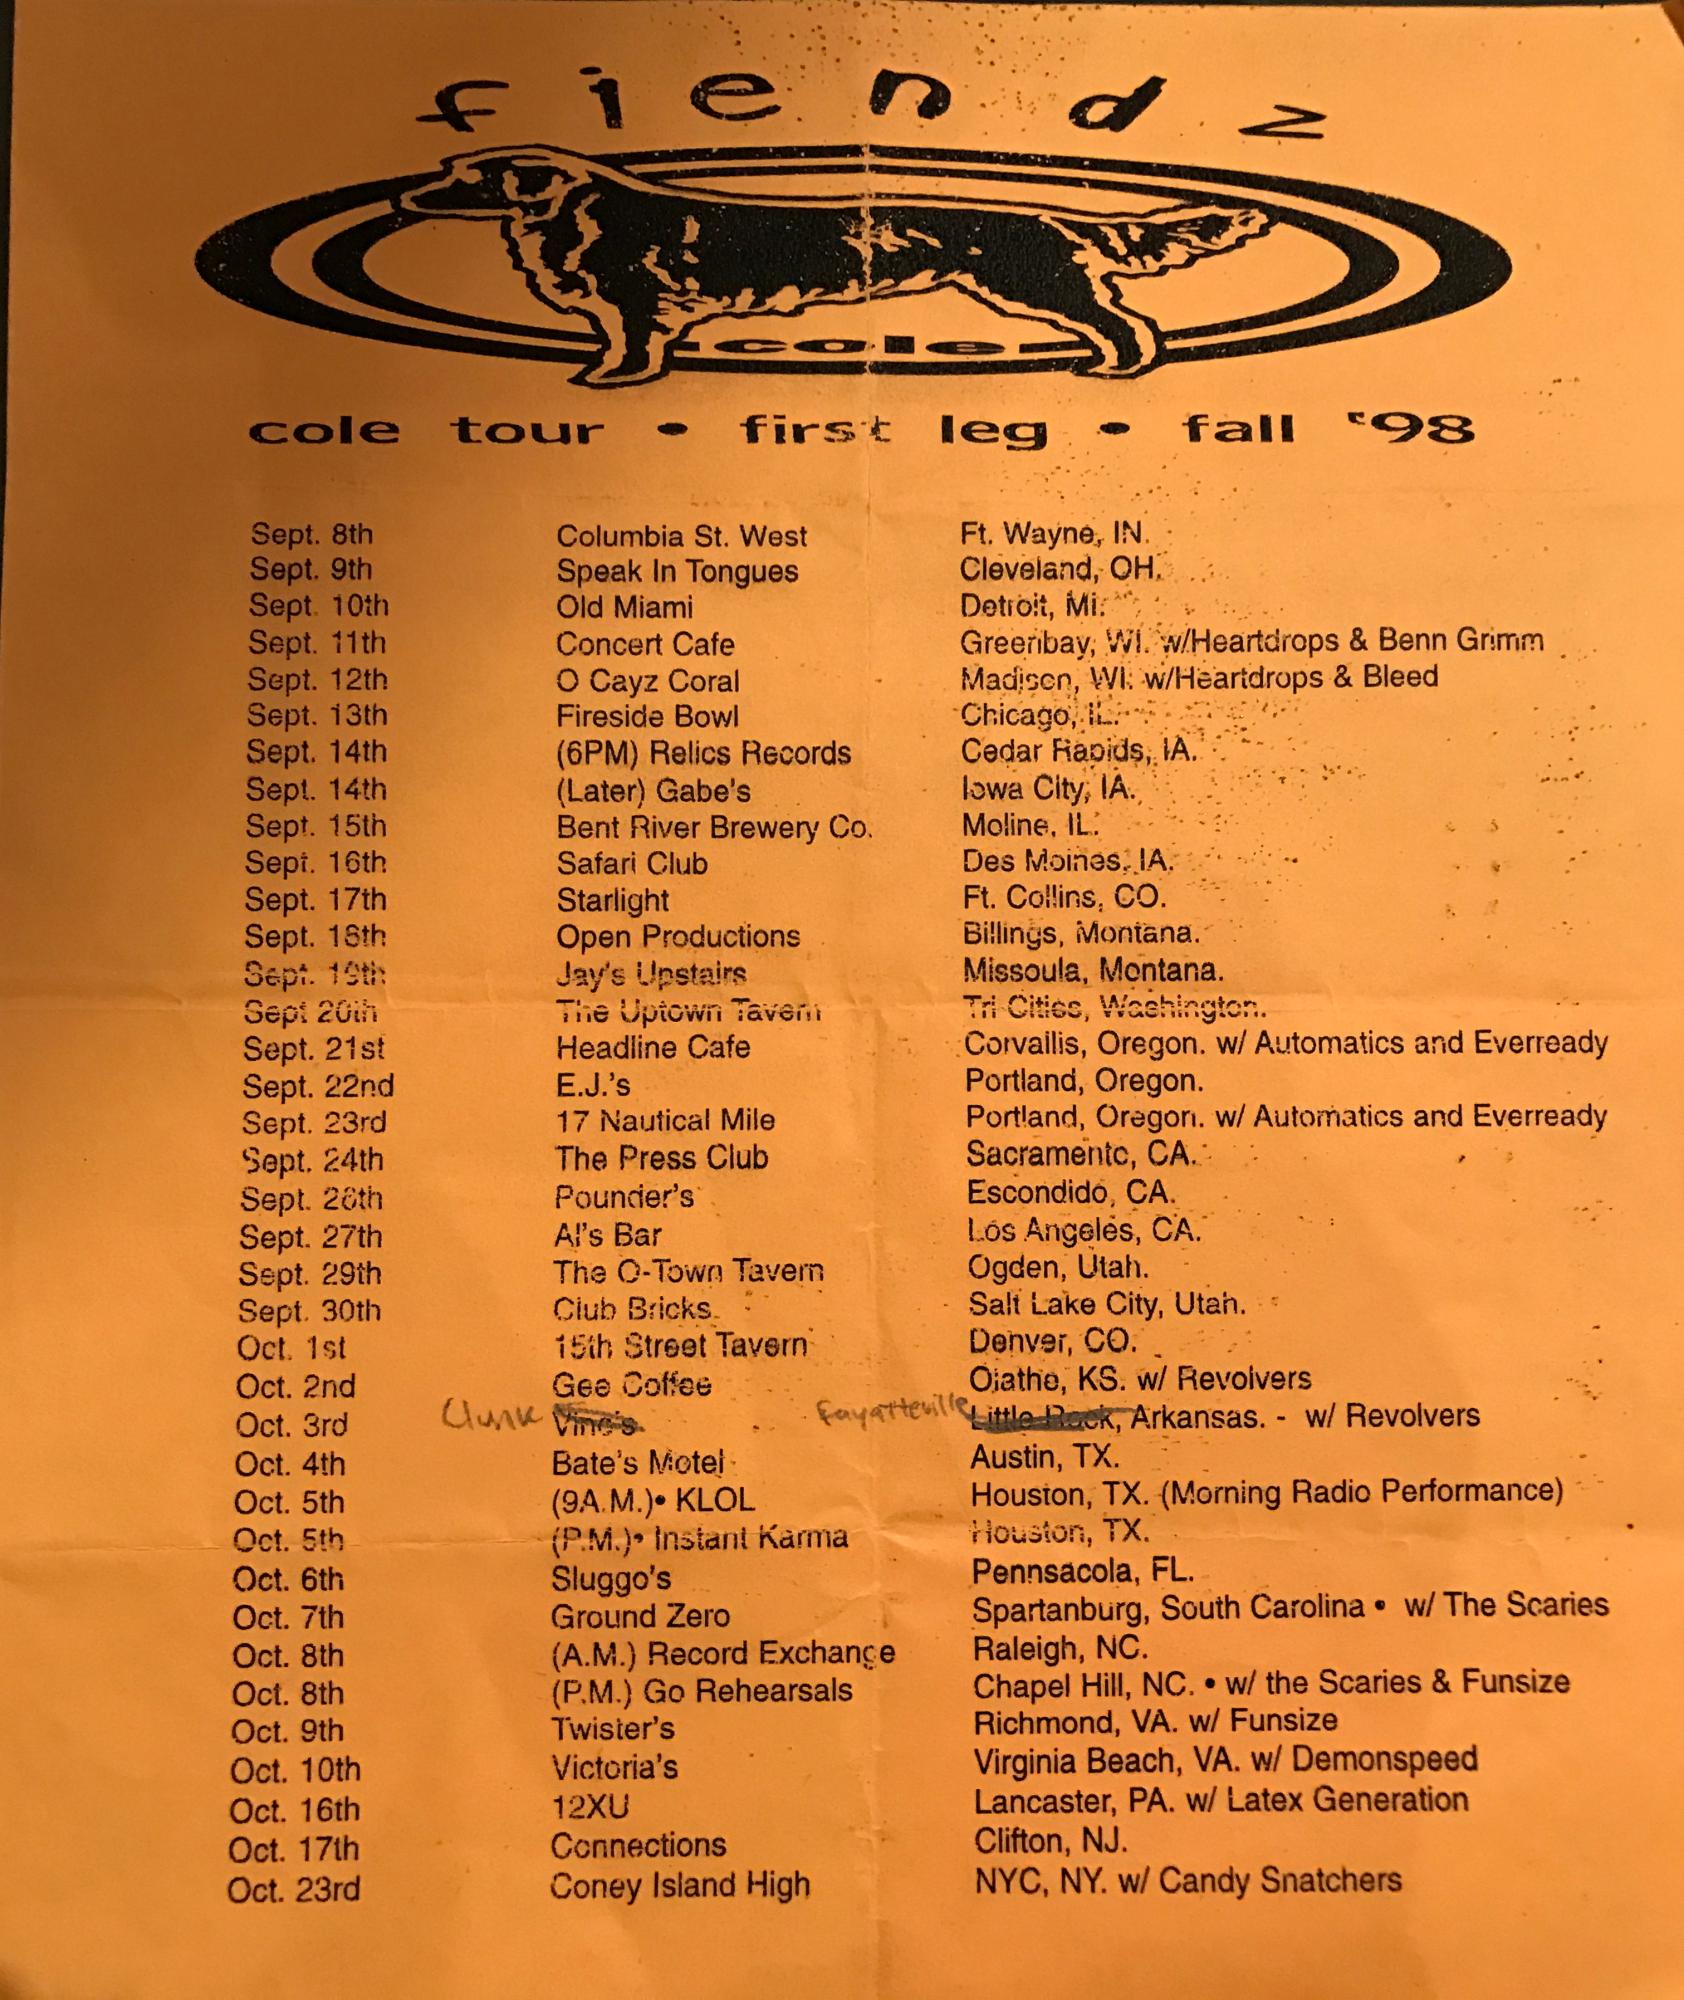 fiendz
cole
cole tour • first leg • fall '98
Sept. 8th Columbia St. West Ft. Wayne, IN.
Sept. 9th Speak In Tongues Cleveland, OH.
Sept. 10th Old Miami Detroit, Mi.
Sept. 11th Concert Cafe Greenbay, WI. w/Heartdrops & Benn Grimm
Sept. 12th O Cayz Coral Madison, WI. w/Heartdrops & Bleed
Sept. 13th Fireside Bowl Chicago, IL.
Sept. 14th (6PM) Relics Records Cedar Rapids, IA.
Sept. 14th (Later) Gabe's Iowa City, IA.
Sept. 15th Bent River Brewery Co. Moline, IL.
Sept. 16th Safari Club Des Moines, IA.
Sept. 17th Starlight Ft. Collins, CO.
Sept. 18th Open Productions Billings, Montana.
Sept. 19th Jay's Upstairs Missoula, Montana.
Sept 20th The Uptown Tavern Tri-Cities, Washington.
Sept. 21st Headline Cafe Corvallis, Oregon. w/ Automatics and Everready
Sept. 22nd E.J.'s Portland, Oregon.
Sept. 23rd 17 Nautical Mile Portland, Oregon. w/ Automatics and Everready
Sept. 24th The Press Club Sacramento, CA.
Sept. 26th Pounder's Escondido, CA.
Sept. 27th Al's Bar Los Angeles, CA.
Sept. 29th The O-Town Tavern Ogden, Utah.
Sept. 30th Club Bricks Salt Lake City, Utah.
Oct. 1st 15th Street Tavern Denver, CO.
Oct. 2nd Gee Coffee Olathe, KS. w/ Revolvers
Oct. 3rd Clunk Vino's Fayatteville Little Rock, Arkansas. - w/ Revolvers
Oct. 4th Bate's Motel Austin, TX.
Oct. 5th (9A.M.)• KLOL Houston, TX. (Morning Radio Performance)
Oct. 5th (P.M.)• Instant Karma Houston, TX.
Oct. 6th Sluggo's Pennsacola, FL.
Oct. 7th Ground Zero Spartanburg, South Carolina • w/ The Scaries
Oct. 8th (A.M.) Record Exchange Raleigh, NC.
Oct. 8th (P.M.) Go Rehearsals Chapel Hill, NC. • w/ the Scaries & Funsize
Oct. 9th Twister's Richmond, VA. w/ Funsize
Oct. 10th Victoria's Virginia Beach, VA. w/ Demonspeed
Oct. 16th 12XU Lancaster, PA. w/ Latex Generation
Oct. 17th Connections Clifton, NJ.
Oct. 23rd Coney Island High NYC, NY. w/ Candy Snatchers